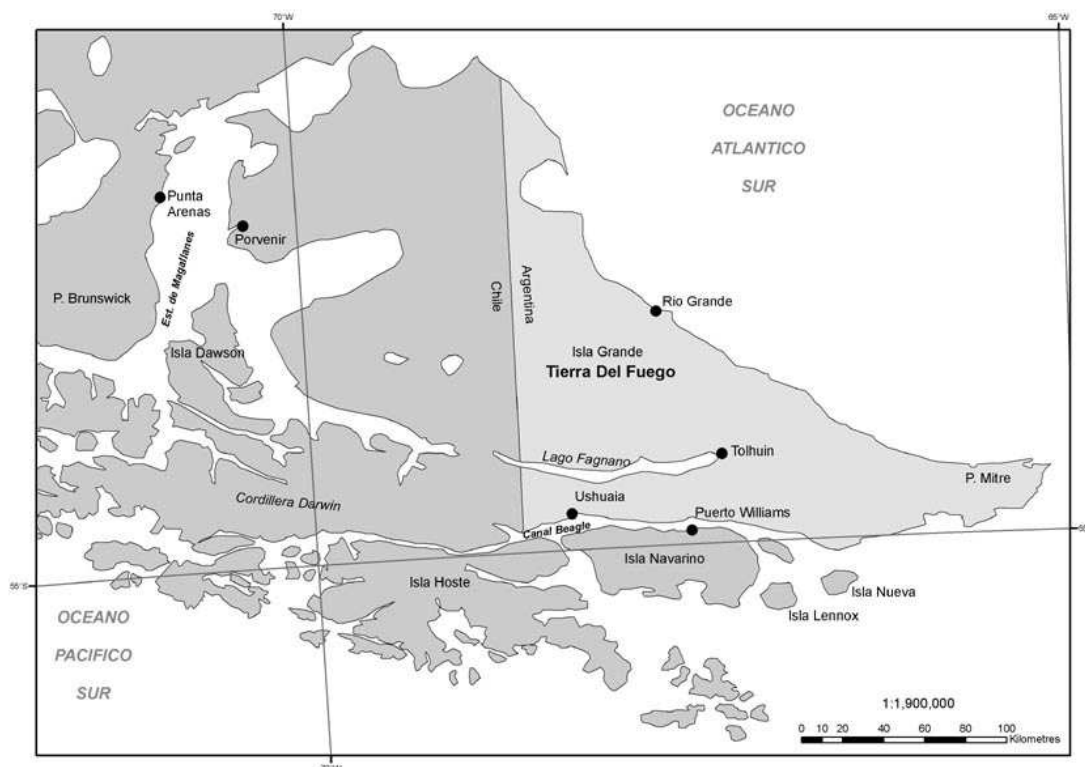 70°W
65°W
OCEANO
ATLANTICO
SUR
Punta
Arenas
Porvenir
Est. de Magallanes
P. Brunswick
Isla Dawson
Chile
Argentina
Rio Grande
Isla Grande
Tierra Del Fuego
Lago Fagnano
Tolhuin
P. Mitre
Cordillera Darwin
Ushuaia
Canal Beagle
Puerto Williams
Isla Navarino
Isla Hoste
Isla Nueva
Isla Lennox
55°S
OCEANO
PACIFICO
SUR
1:1,900,000
0 10 20 40 60 80 100
Kilometres